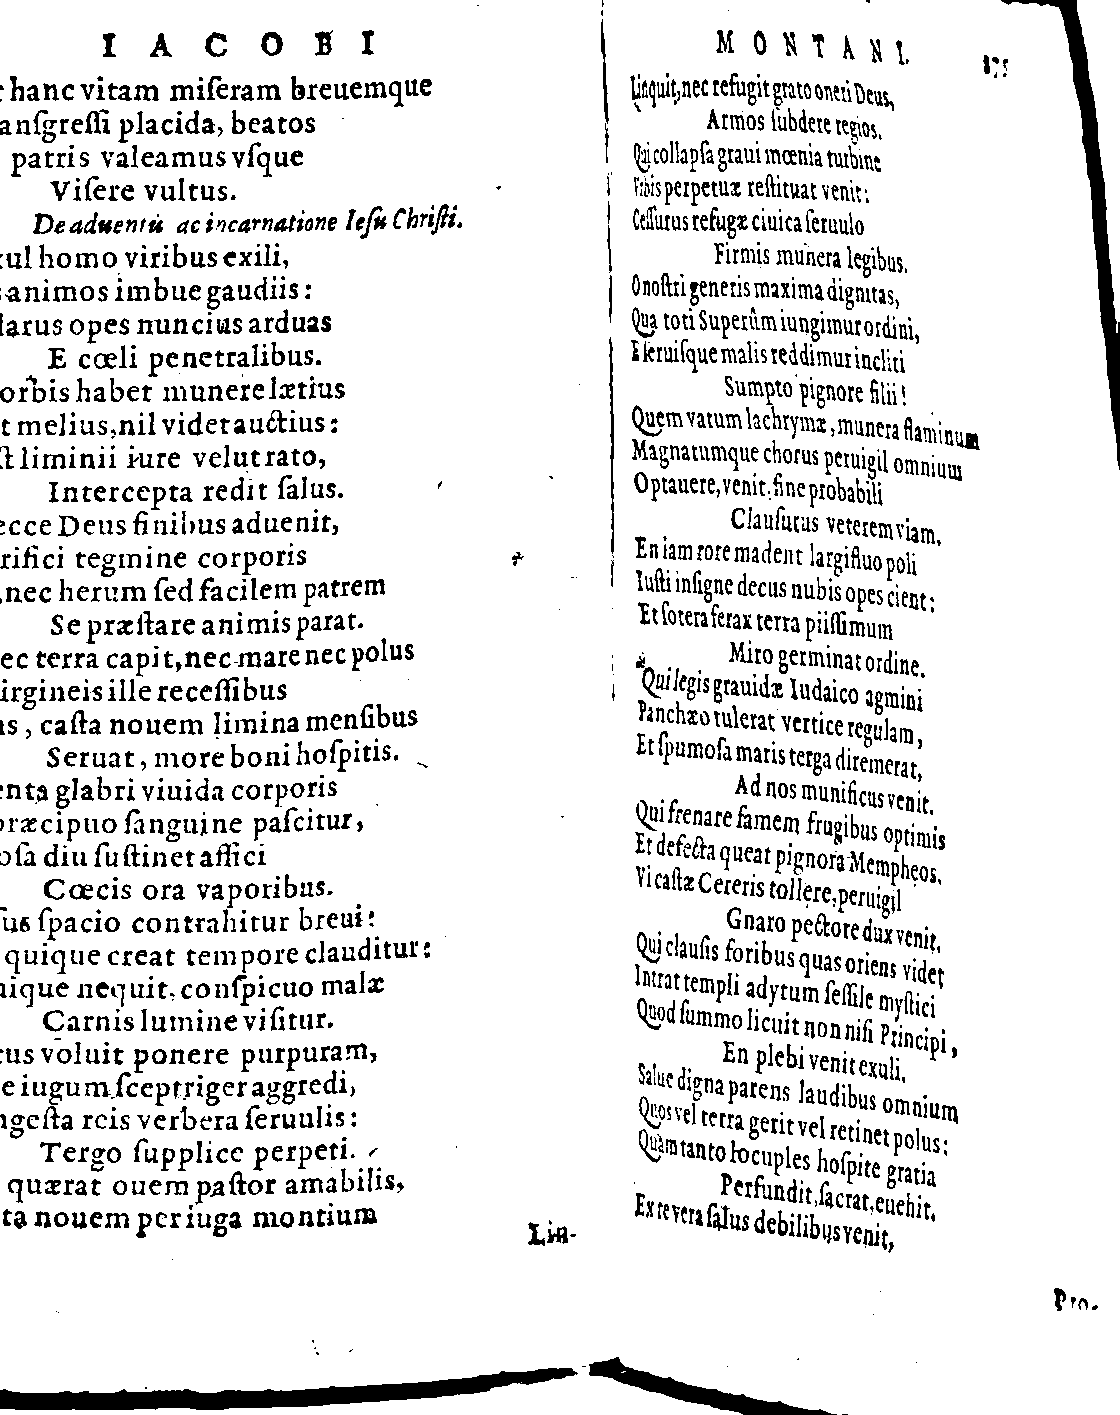 IACOBI
hanc vitam miſeram breuemque
anſgreſſi placida, beatos
patris valeamus vſque
Viſere vultus.
De aduentu ac incarnatione Ieſu Chriſti.
xul homo viribus exili,
animos imbue gaudiis:
larus opes nuncius arduas
E cœli penetralibus.
orbis habet munere lætius
t melius, nil videt auctius:
ſt liminii iure velut rato,
Intercepta redit ſalus.
ecce Deus finibus aduenit,
rifici tegmine corporis
, nec herum ſed facilem patrem
Se præſtare animis parat.
ec terra capit, nec mare nec polus
irgineis ille receſſibus
us, caſta nouem limina menſibus
Seruat, more boni hoſpitis.
enta glabri viuida corporis
præcipuo ſanguine paſcitur,
oſa diu ſuſtinet affici
Cœcis ora vaporibus.
ſus ſpacio contrahitur breui:
quique creat tempore clauditur:
nique nequit, conſpicuo malæ
Carnis lumine viſitur.
tus voluit ponere purpuram,
e iugum ſceptriger aggredi,
ngeſta reis verbera ſeruulis:
Tergo ſupplice perpeti.
quærat ouem paſtor amabilis,
ta nouem per iuga montium
Lin-
MONTANI. 175
Linquit, nec refugit grato oneri Deus,
Armos ſubdere regios.
Qui collapſa graui mœnia turbine
Vrbis perpetuæ reſtituat venit:
Ceſſurus refugæ ciuica ſeruulo
Firmis munera legibus.
O noſtri generis maxima dignitas,
Qua toti Superûm iungimur ordini,
Eſeruiſque malis reddimur incliti
Sumpto pignore filii!
Quem vatum lachrymæ, munera flaminum
Magnatumque chorus peruigil omnium
Optauere, venit, fine probabili
Clauſurus veterem viam.
En iam rore madent largifluo poli
Iuſti inſigne decus nubis opes cient:
Et ſotera ferax terra piiſſimum
Miro germinat ordine.
Qui legis grauidæ Iudaico agmini
Panchæo tulerat vertice regulam,
Et ſpumoſa maris terga diremerat,
Ad nos munificus venit.
Qui frenare famem frugibus optimis
Et defecta queat pignora Mempheos,
Vi caſtæ Cereris tollere, peruigil
Gnaro pectore dux venit.
Qui clauſis foribus quas oriens videt
Intrat templi adytum ſeſſile myſtici
Quod ſummo licuit non niſi Principi,
En plebi venit exuli.
Salue digna parens laudibus omnium
Quos vel terra gerit vel retinet polus:
Quàm tanto locuples hoſpite gratia
Perfundit, ſacrat, euehit.
Ex te vera ſalus debilibus venit,
Pro-